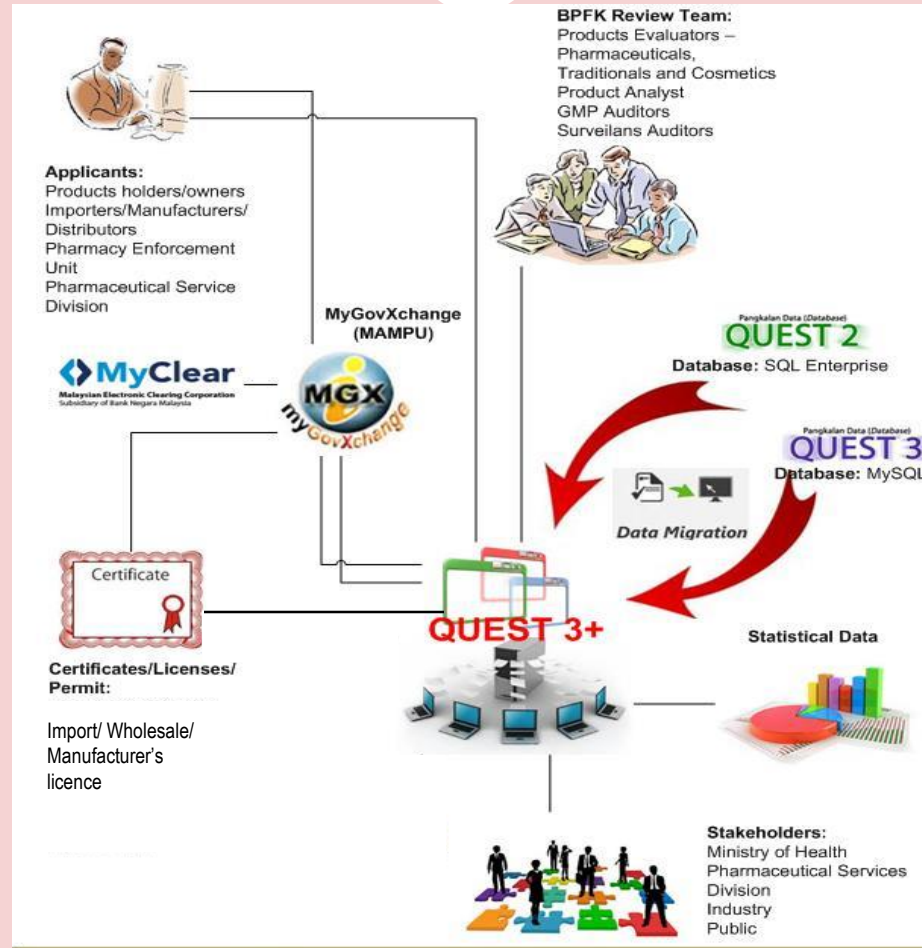 BPFK Review Team:
Products Evaluators –
Pharmaceuticals,
Traditionals and Cosmetics
Product Analyst
GMP Auditors
Surveilans Auditors
Applicants:
Products holders/owners
Importers/Manufacturers/
Distributors
Pharmacy Enforcement
Unit
Pharmaceutical Service
Division
MyGovXchange
(MAMPU)
MyClear
Malaysian Electronic Clearing Corporation
Subsidiary of Bank Negara Malaysia
MGX
myGovXchange
Pangkalan Data (Database)
QUEST 2
Database: SQL Enterprise
Pangkalan Data (Database)
QUEST 3
Database: MySQL
Data Migration
Certificate
QUEST 3+
Statistical Data
Certificates/Licenses/
Permit:
Import/ Wholesale/
Manufacturer's
licence
Stakeholders:
Ministry of Health
Pharmaceutical Services
Division
Industry
Public